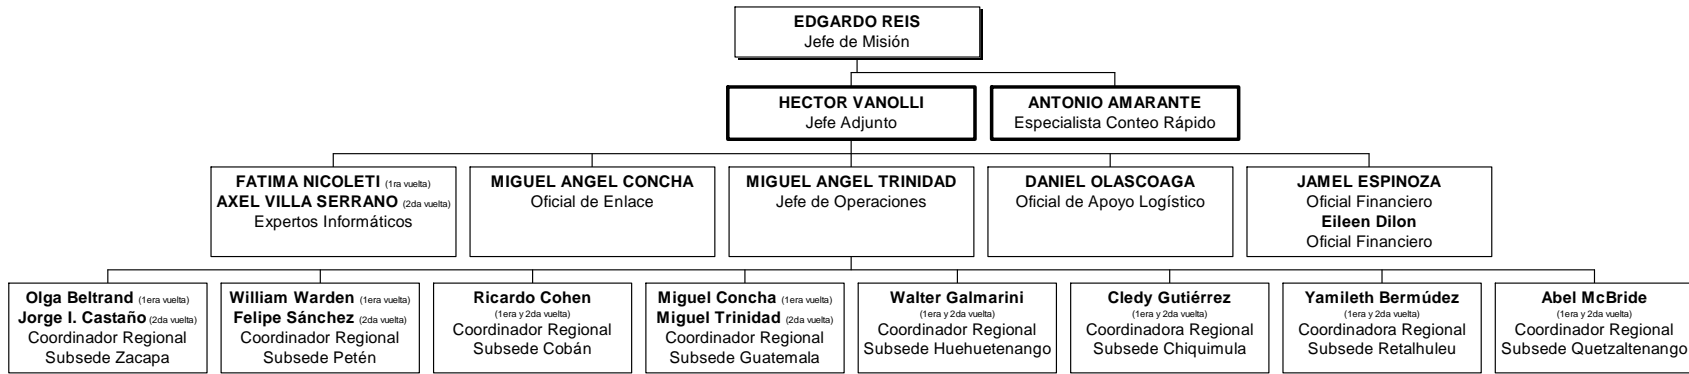 EDGARDO REIS
Jefe de Misión
HECTOR VANOLLI
Jefe Adjunto
ANTONIO AMARANTE
Especialista Conteo Rápido
FATIMA NICOLETI (1ra vuelta)
AXEL VILLA SERRANO (2da vuelta)
Expertos Informáticos
MIGUEL ANGEL CONCHA
Oficial de Enlace
MIGUEL ANGEL TRINIDAD
Jefe de Operaciones
DANIEL OLASCOAGA
Oficial de Apoyo Logístico
JAMEL ESPINOZA
Oficial Financiero
Eileen Dilon
Oficial Financiero
Olga Beltrand (1era vuelta)
Jorge I. Castaño (2da vuelta)
Coordinador Regional
Subsede Zacapa
William Warden (1era vuelta)
Felipe Sánchez (2da vuelta)
Coordinador Regional
Subsede Petén
Ricardo Cohen
(1era y 2da vuelta)
Coordinador Regional
Subsede Cobán
Miguel Concha (1era vuelta)
Miguel Trinidad (2da vuelta)
Coordinador Regional
Subsede Guatemala
Walter Galmarini
(1era y 2da vuelta)
Coordinador Regional
Subsede Huehuetenango
Cledy Gutiérrez
(1era y 2da vuelta)
Coordinadora Regional
Subsede Chiquimula
Yamileth Bermúdez
(1era y 2da vuelta)
Coordinadora Regional
Subsede Retalhuleu
Abel McBride
(1era y 2da vuelta)
Coordinador Regional
Subsede Quetzaltenango